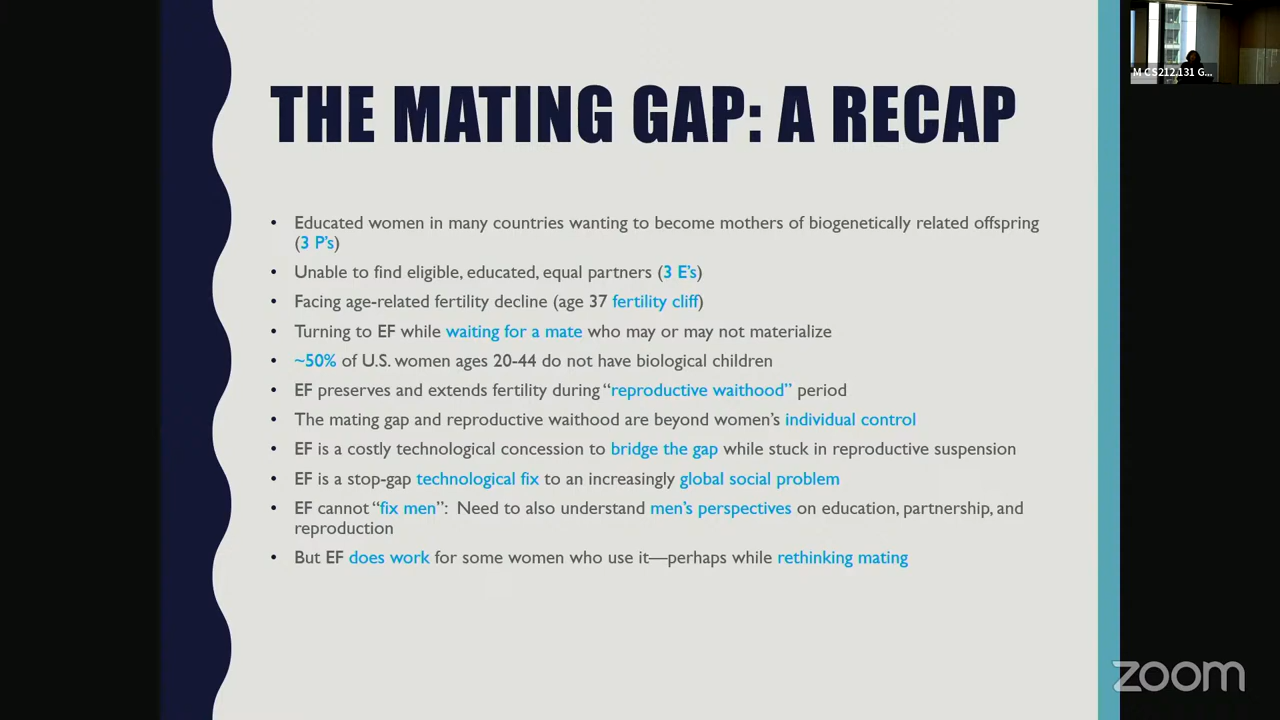 THE MATING GAP: A RECAP
M CS212.131 G...
• Educated women in many countries wanting to become mothers of biogenetically related offspring
(3 P's)
• Unable to find eligible, educated, equal partners (3 E's)
• Facing age-related fertility decline (age 37 fertility cliff)
• Turning to EF while waiting for a mate who may or may not materialize
• ~50% of U.S. women ages 20-44 do not have biological children
• EF preserves and extends fertility during “reproductive waithood” period
• The mating gap and reproductive waithood are beyond women's individual control
• EF is a costly technological concession to bridge the gap while stuck in reproductive suspension
• EF is a stop-gap technological fix to an increasingly global social problem
• EF cannot “fix men”: Need to also understand men's perspectives on education, partnership, and
reproduction
• But EF does work for some women who use it—perhaps while rethinking mating
zoom